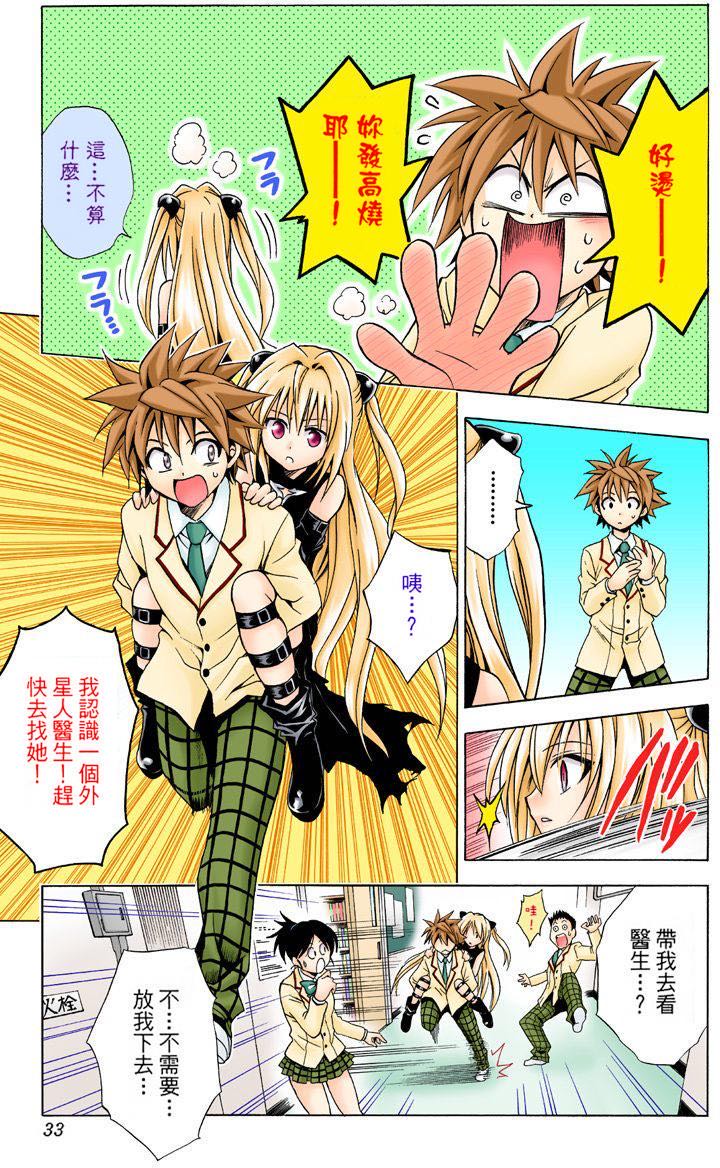 好燙——！
妳發高燒
耶——！
フラ
這…不算
什麼…
フラ…
………
バッ
咦…？
我認識一個外
星人醫生！趕
快去找她！
帶我去看
醫生…？
哇！
不…不需要…
放我下去…
火栓
33